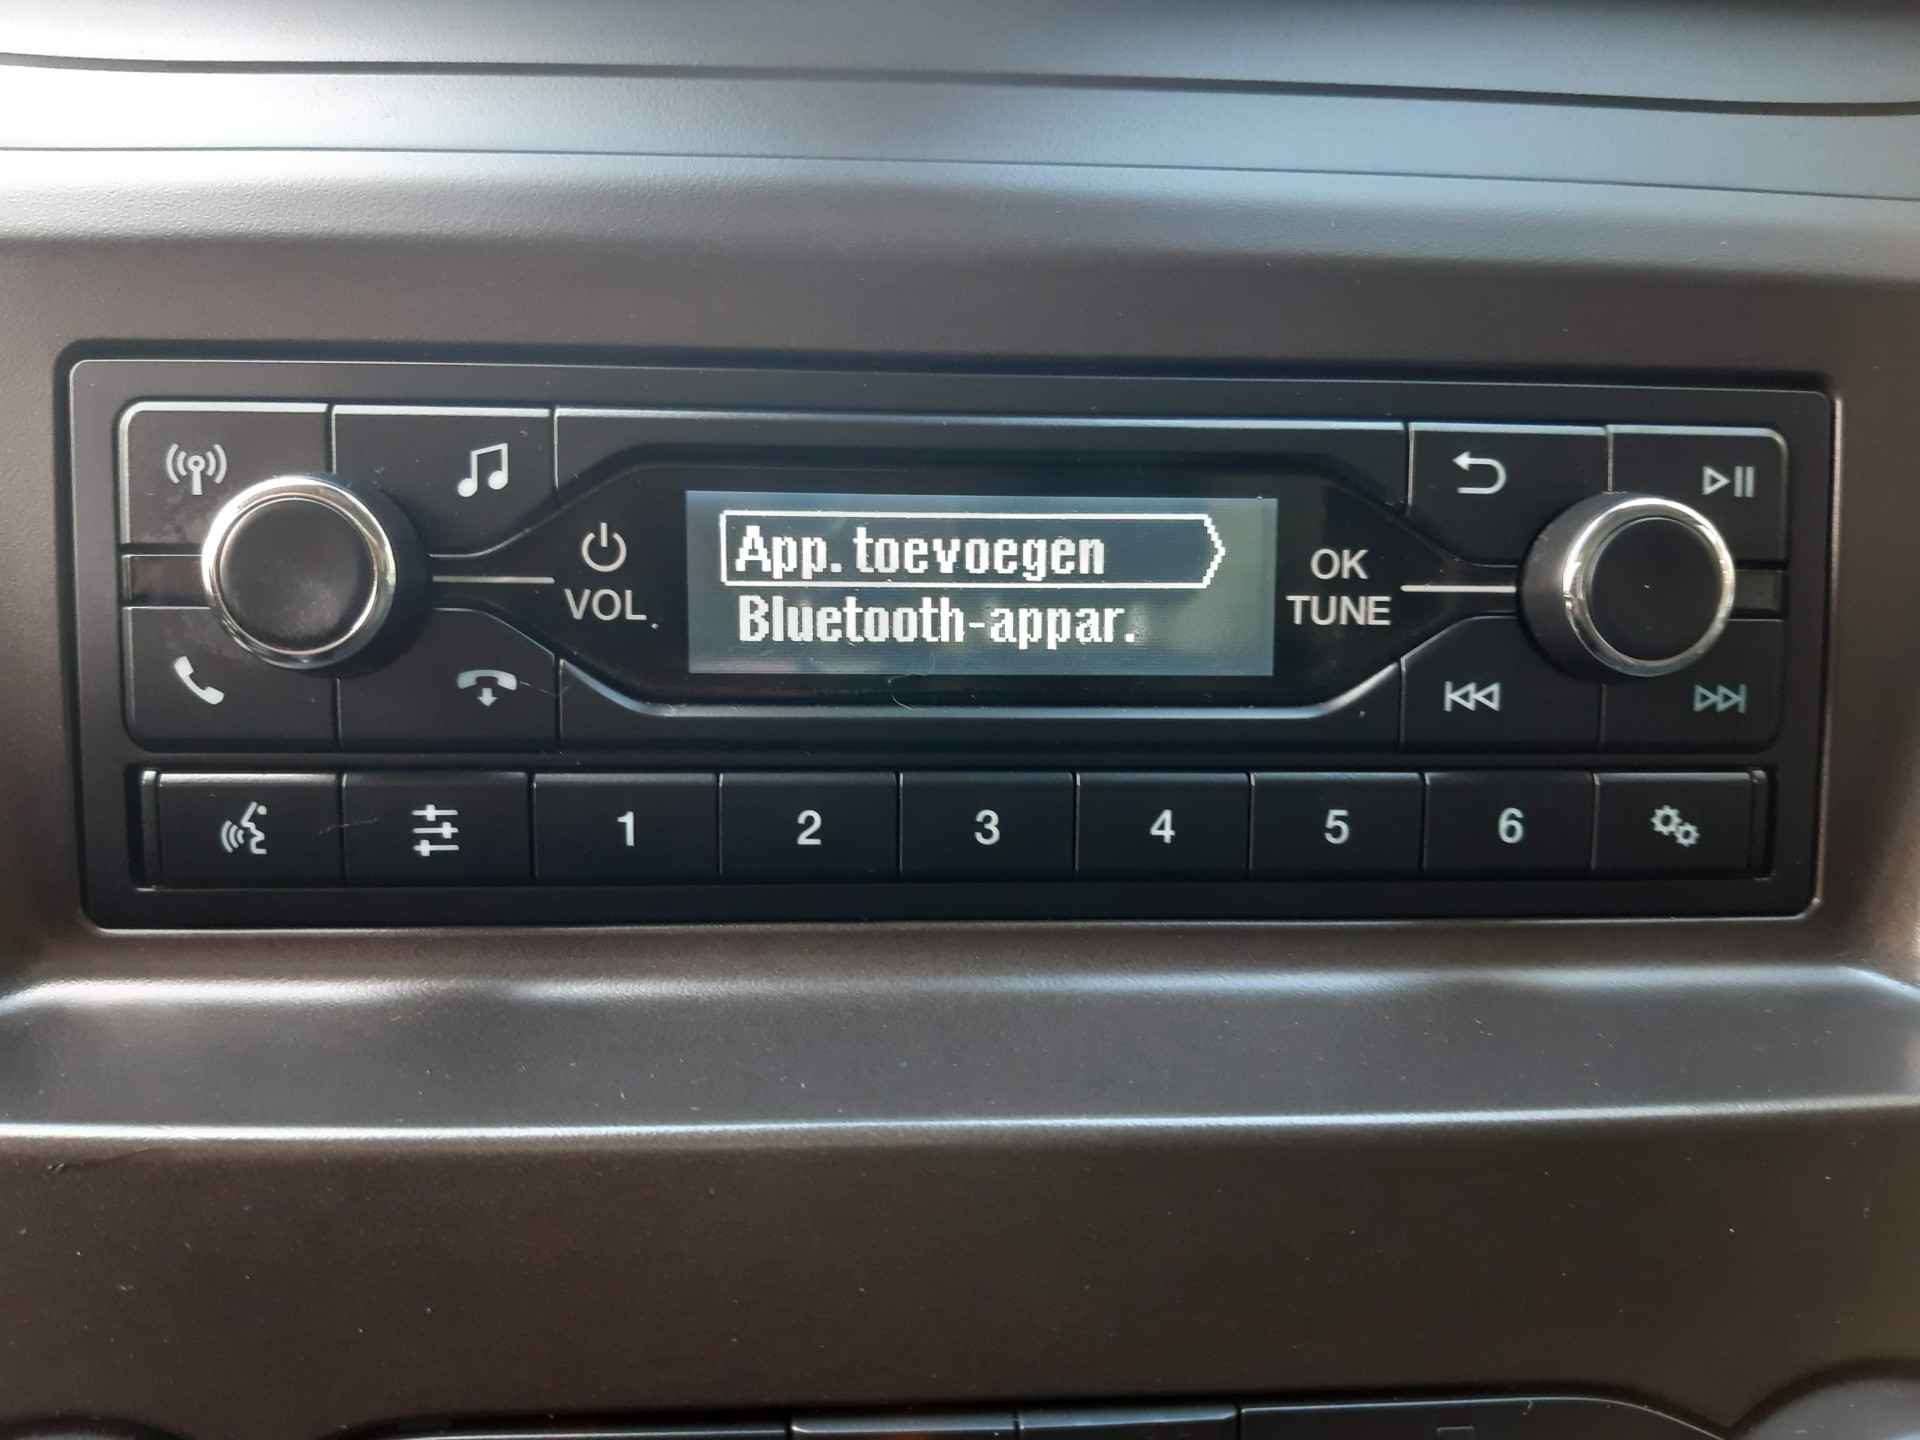 App. toevoegen
Bluetooth-appar.
VOL
OK
TUNE
1 2 3 4 5 6